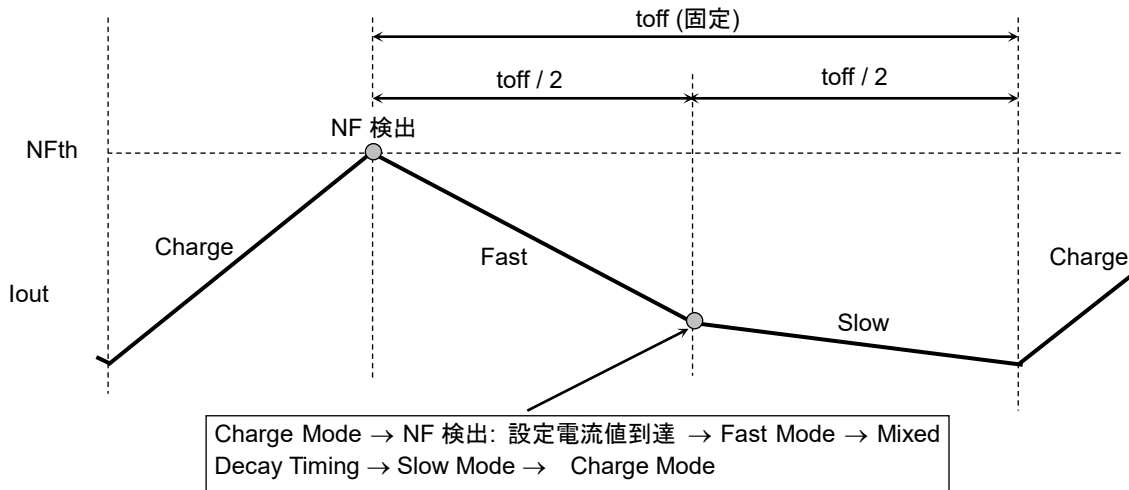 toff (固定)
toff / 2
toff / 2
NF 検出
NFth
Charge
Fast
Charge
Iout
Slow
Charge Mode → NF 検出: 設定電流値到達 → Fast Mode → Mixed
Decay Timing → Slow Mode → Charge Mode